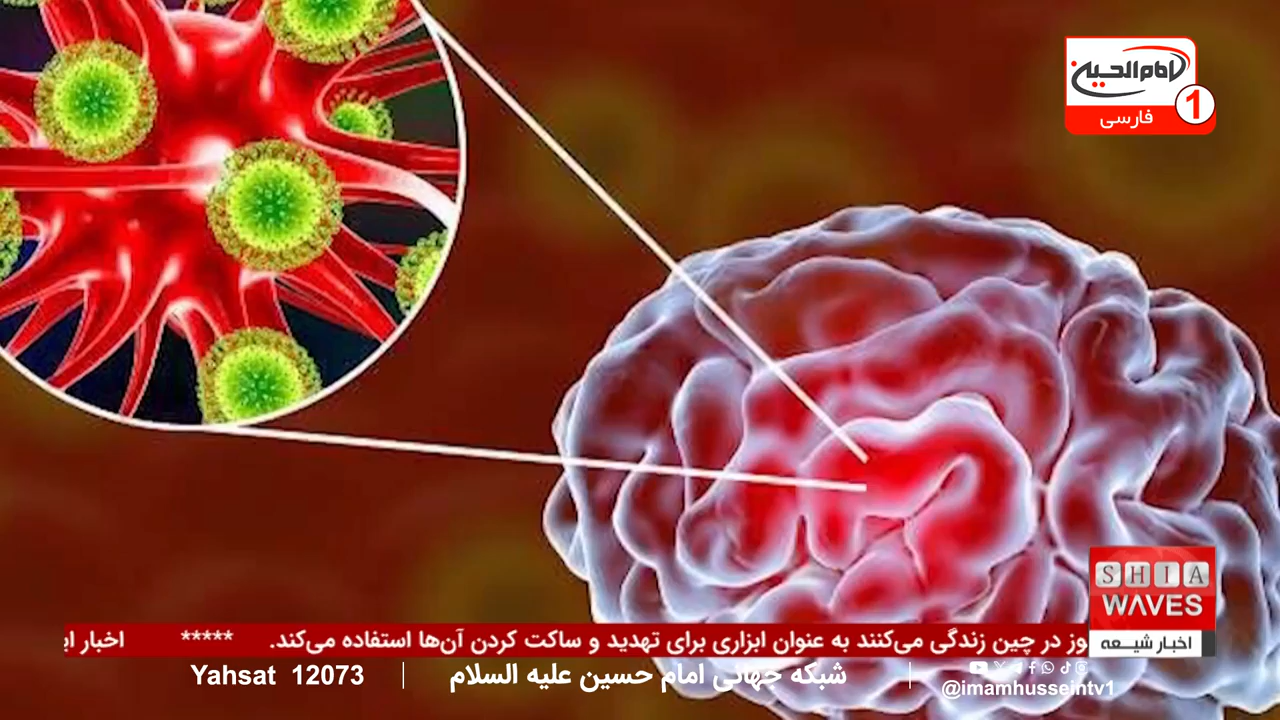 امام الحسین
فارسی 1
SHIA
WAVES
اخبار شیعه
وز در چین زندگی می‌کنند به عنوان ابزاری برای تهدید و ساکت کردن آن‌ها استفاده می‌کند. ***** اخبار
Yahsat 12073 | شبکه جهانی امام حسین علیه السلام |
@imamhusseintv1